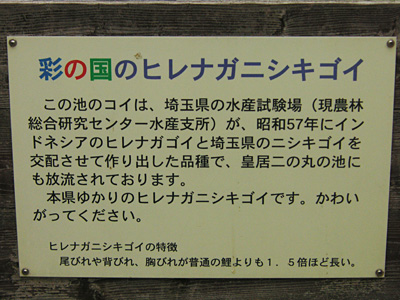 彩の国のヒレナガニシキゴイ
この池のコイは、埼玉県の水産試験場（現農林
総合研究センター水産支所）が、昭和57年にイン
ドネシアのヒレナガゴイと埼玉県のニシキゴイを
交配させて作り出した品種で、皇居二の丸の池に
も放流されております。
本県ゆかりのヒレナガニシキゴイです。かわい
がってください。
ヒレナガニシキゴイの特徴
尾びれや背びれ、胸びれが普通の鯉よりも１．５倍ほど長い。